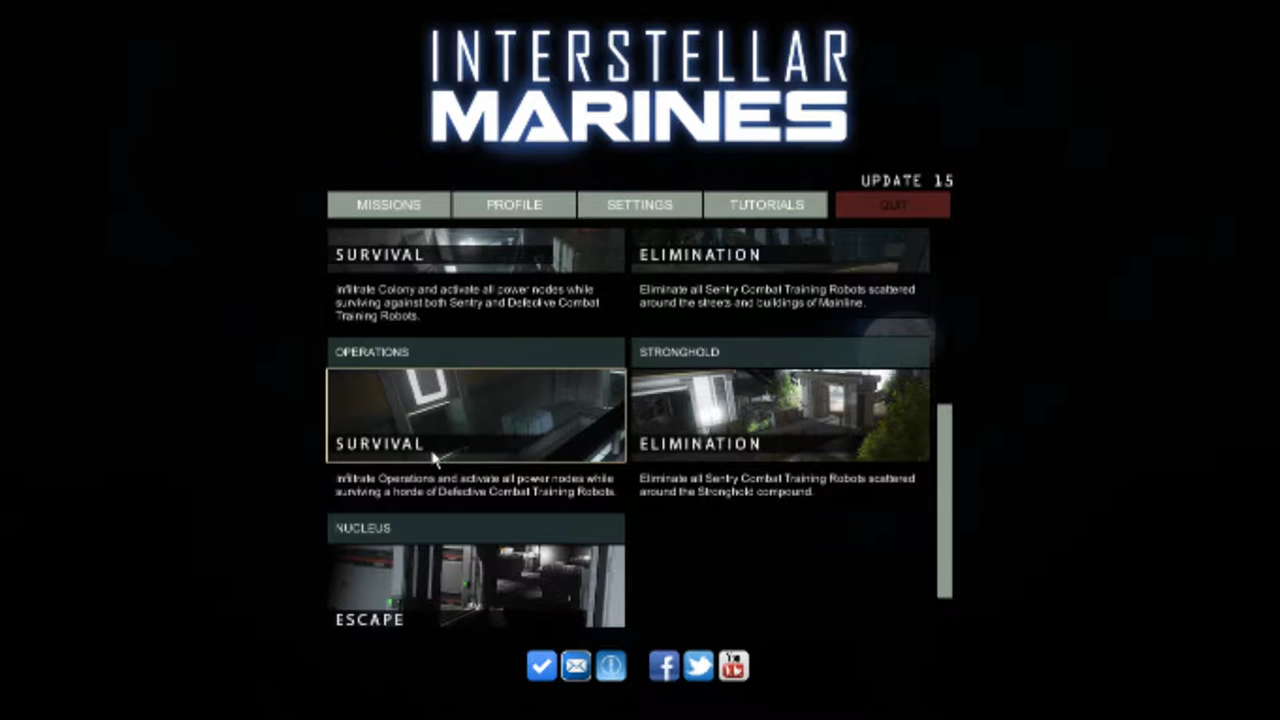 INTERSTELLAR
MARINES
UPDATE 15
MISSIONS
PROFILE
SETTINGS
TUTORIALS
QUIT
SURVIVAL
Infiltrate Colony and activate all power nodes while
surviving against both Sentry and Defective Combat
Training Robots.
ELIMINATION
Eliminate all Sentry Combat Training Robots scattered
around the streets and buildings of Mainline.
OPERATIONS
SURVIVAL
Infiltrate Operations and activate all power nodes while
surviving a horde of Defective Combat Training Robots.
STRONGHOLD
ELIMINATION
Eliminate all Sentry Combat Training Robots scattered
around the Stronghold compound.
NUCLEUS
ESCAPE